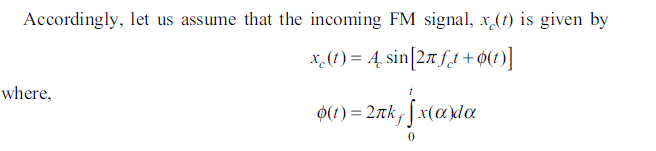 Accordingly, let us assume that the incoming FM signal, x_c(t) is given by
x_c(t) = A_c sin[2π f_c t + ϕ(t)]
where,
ϕ(t) = 2πk_f ∫_0^t x(α)dα